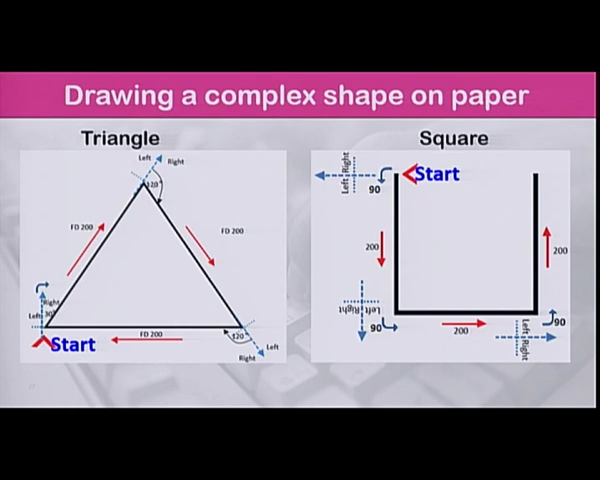 Drawing a complex shape on paper
Triangle
Square
Left
Right
120°
FD 200
FD 200
Right
Left
30°
FD 200
120°
Start
Left
Right
Left
Right
90
Start
200
200
Left
Right
90
200
Left
Right
90